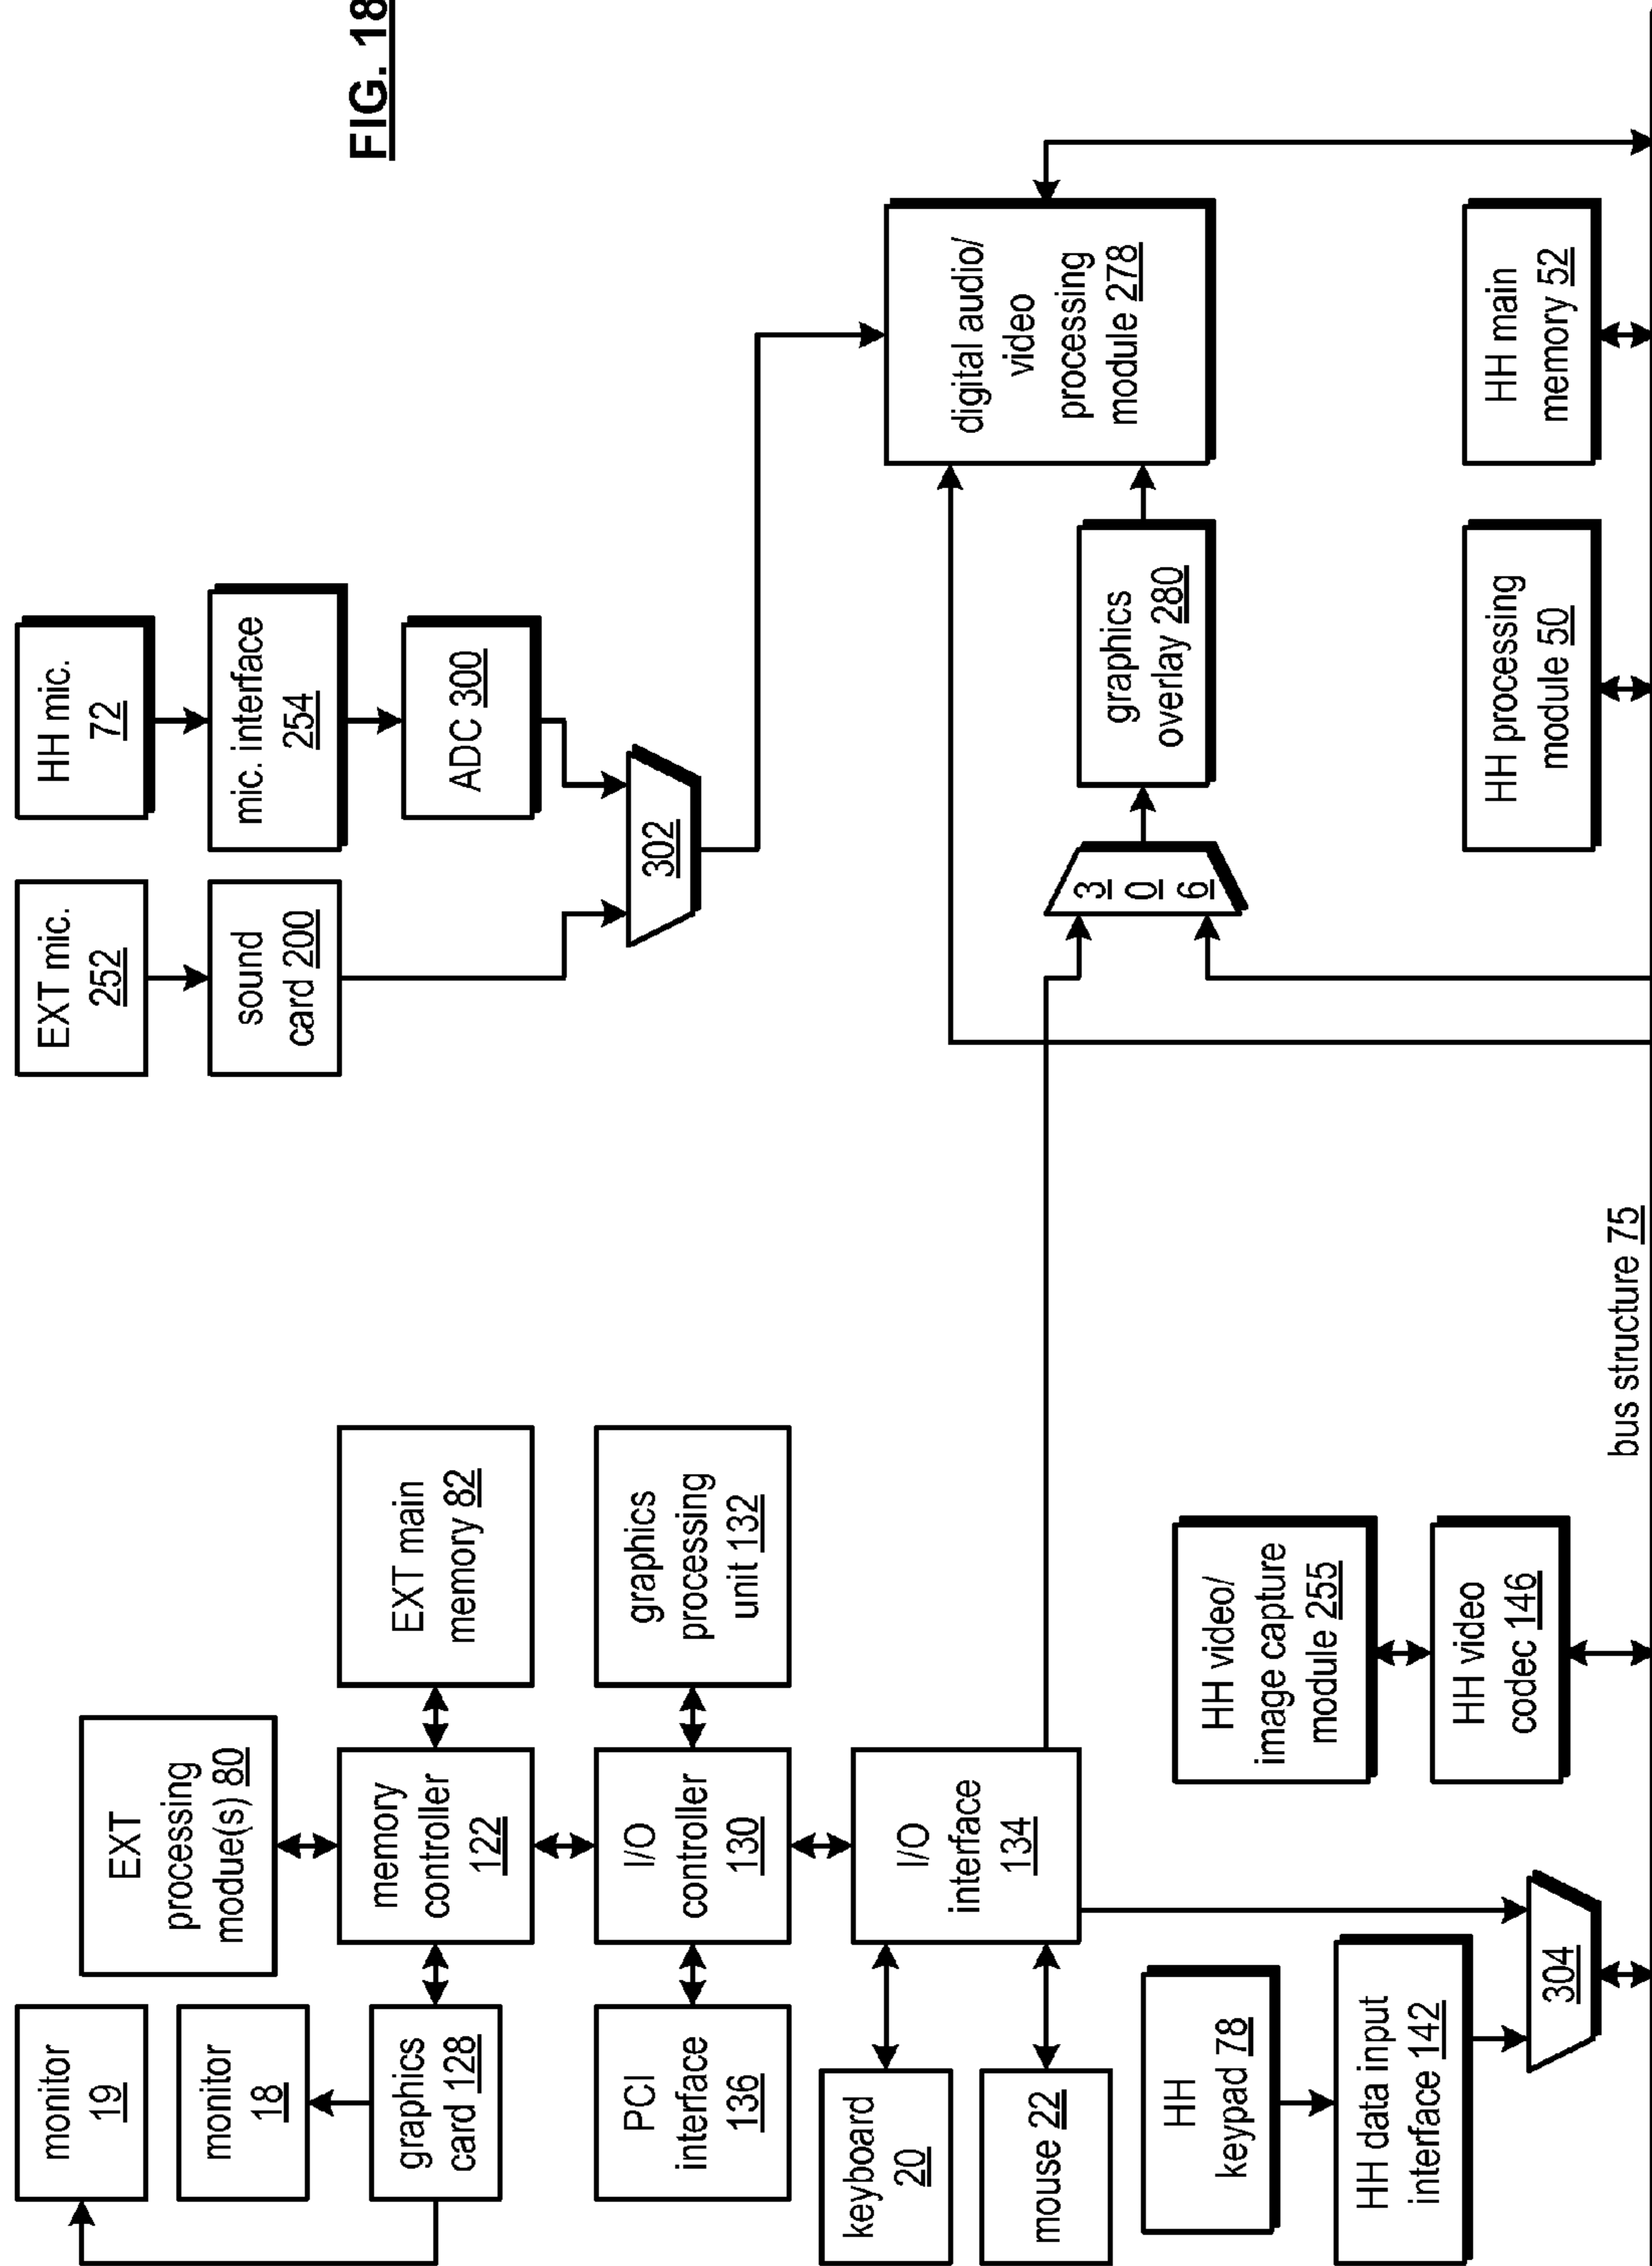 FIG. 18
monitor
19
monitor
18
graphics
card 128
EXT
processing
modue(s) 80
memory
controller
122
EXT main
memory 82
PCI
interface
136
I/O
controller
130
graphics
processing
unit 132
keyboard
20
mouse 22
I/O
interface
134
HH
keypad 78
HH data input
interface 142
304
HH video/
image capture
module 255
HH video
codec 146
bus structure 75
EXT mic.
252
sound
card 200
HH mic.
72
mic. interface
254
ADC 300
302
306
graphics
overlay 280
digital audio/
video
processing
module 278
HH processing
module 50
HH main
memory 52